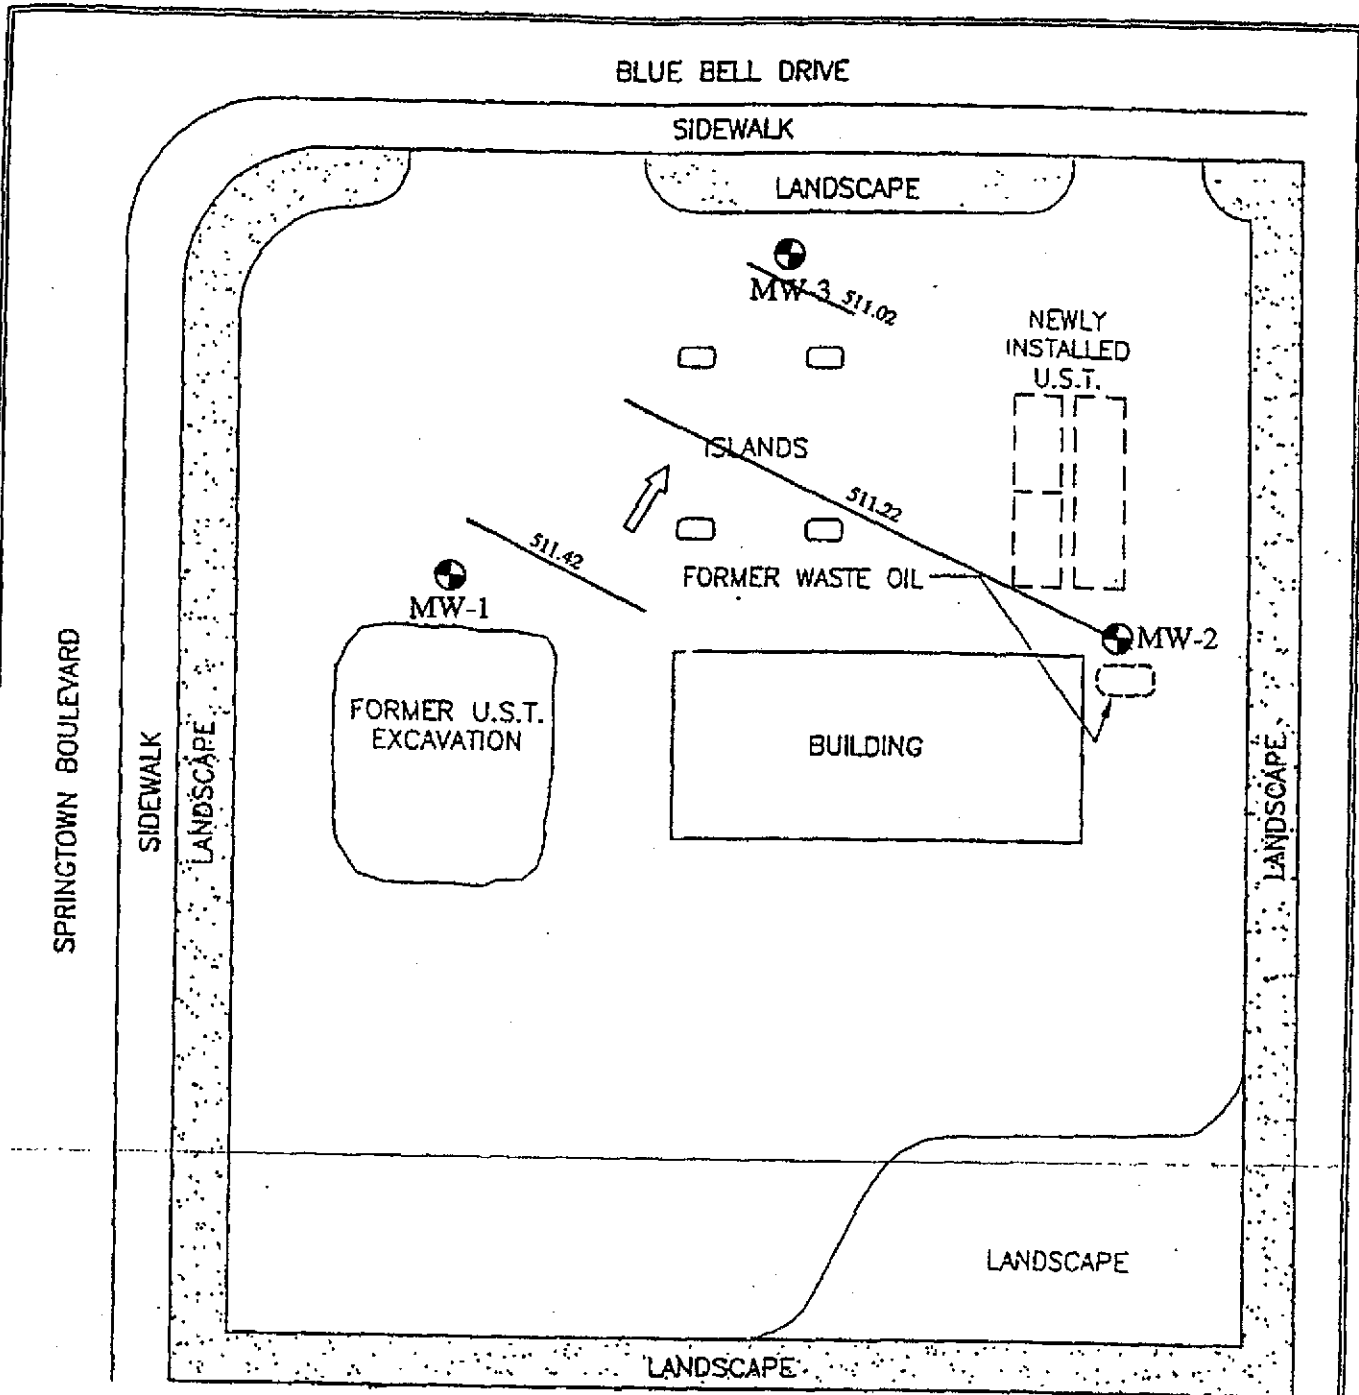 BLUE BELL DRIVE
SIDEWALK
LANDSCAPE
MW-3
511.02
NEWLY
INSTALLED
U.S.T.
ISLANDS
511.22
511.42
FORMER WASTE OIL
MW-1
MW-2
FORMER U.S.T.
EXCAVATION
BUILDING
SPRINGTOWN BOULEVARD
SIDEWALK
LANDSCAPE
LANDSCAPE
LANDSCAPE
LANDSCAPE